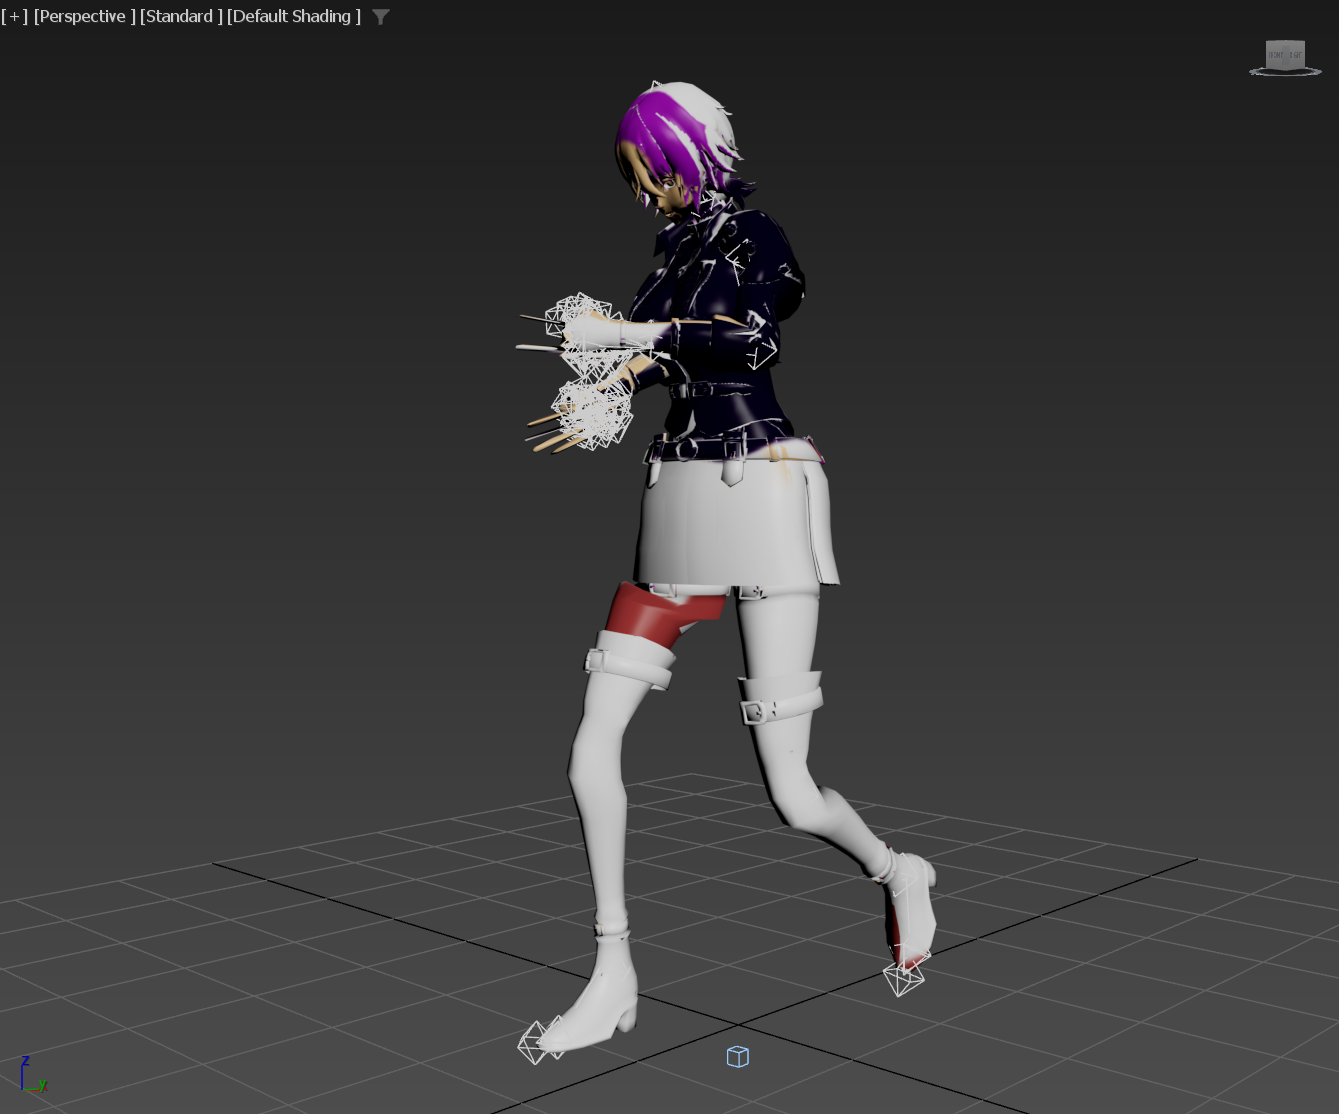 [ + ] [Perspective ] [Standard ] [Default Shading ]
z
y